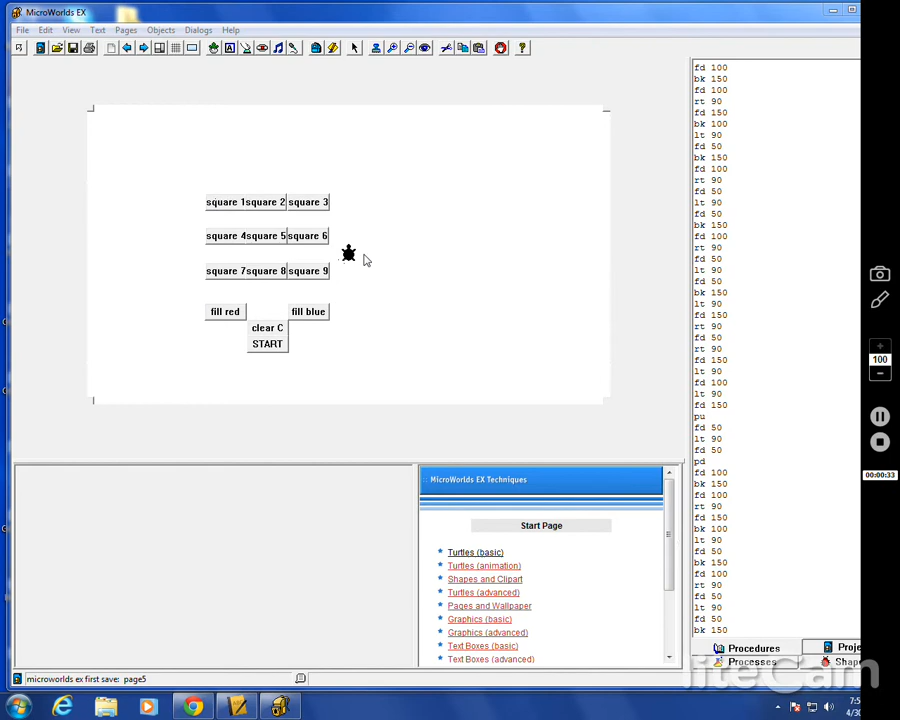 MicroWorlds EX
File Edit View Text Pages Objects Dialogs Help
square 1 square 2 square 3
square 4 square 5 square 6
square 7 square 8 square 9
fill red fill blue
clear C
START
fd 100
bk 150
fd 100
rt 90
fd 150
bk 100
lt 90
fd 50
bk 150
fd 100
rt 90
fd 50
lt 90
fd 50
bk 150
fd 100
rt 90
fd 50
lt 90
fd 50
bk 150
lt 90
fd 150
rt 90
fd 50
rt 90
fd 150
lt 90
fd 100
lt 90
fd 150
pu
fd 50
lt 90
fd 50
pd
fd 100
bk 150
fd 100
rt 90
fd 150
bk 100
lt 90
fd 50
bk 150
fd 100
rt 90
fd 50
lt 90
fd 50
bk 150
Procedures Proje
Processes Shap
100
00:00:33
MicroWorlds EX Techniques
Start Page
Turtles (basic)
Turtles (animation)
Shapes and Clipart
Turtles (advanced)
Pages and Wallpaper
Graphics (basic)
Graphics (advanced)
Text Boxes (basic)
Text Boxes (advanced)
microworlds ex first save: page5
liteCam
7:5
4/30